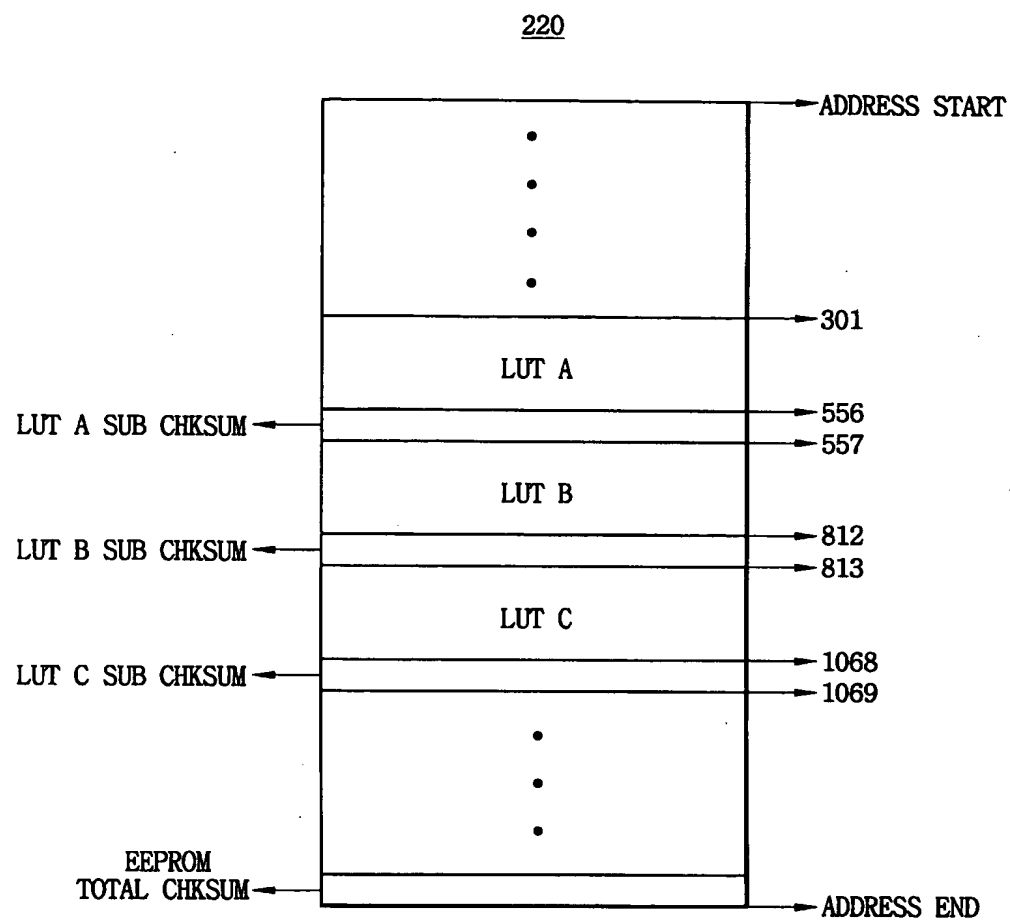 220
ADDRESS START
301
LUT A
556
LUT A SUB CHKSUM
557
LUT B
812
LUT B SUB CHKSUM
813
LUT C
1068
LUT C SUB CHKSUM
1069
EEPROM
TOTAL CHKSUM
ADDRESS END